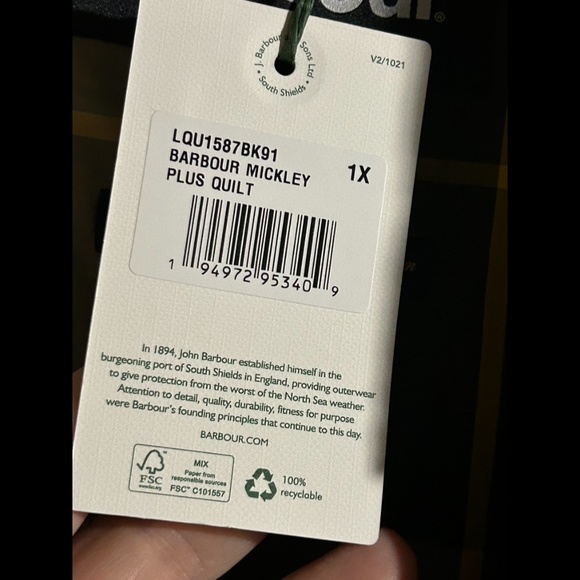 J. Barbour & Sons Ltd • South Shields •
V2/1021
LQU1587BK91
BARBOUR MICKLEY
PLUS QUILT
1X
1 94972 95340 9
In 1894, John Barbour established himself in the
burgeoning port of South Shields in England, providing outerwear
to give protection from the worst of the North Sea weather.
Attention to detail, quality, durability, fitness for purpose
were Barbour's founding principles that continue to this day.
BARBOUR.COM
FSC
www.fsc.org
MIX
Paper from
responsible sources
FSC™ C101557
100%
recyclable